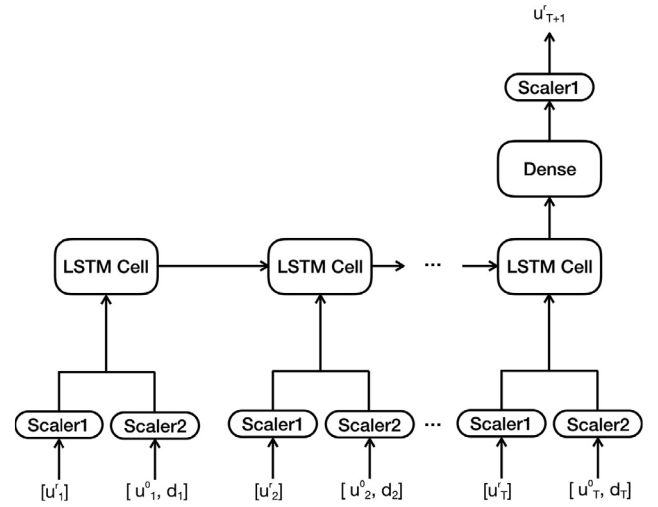 u^r_{T+1}
Scaler1
Dense
LSTM Cell LSTM Cell ... LSTM Cell
Scaler1 Scaler2 Scaler1 Scaler2 ... Scaler1 Scaler2
[u^r_1] [u^0_1, d_1] [u^r_2] [u^0_2, d_2] [u^r_T] [u^0_T, d_T]